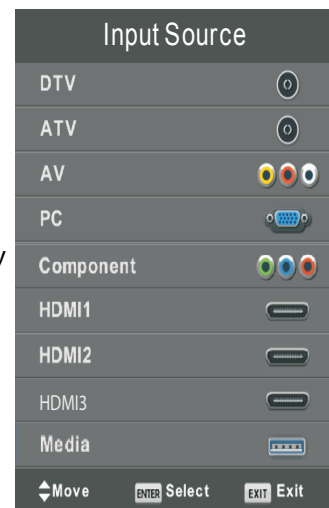 Input Source
DTV
ATV
AV
PC
Component
HDMI1
HDMI2
HDMI3
Media
Move ENTER Select EXIT Exit